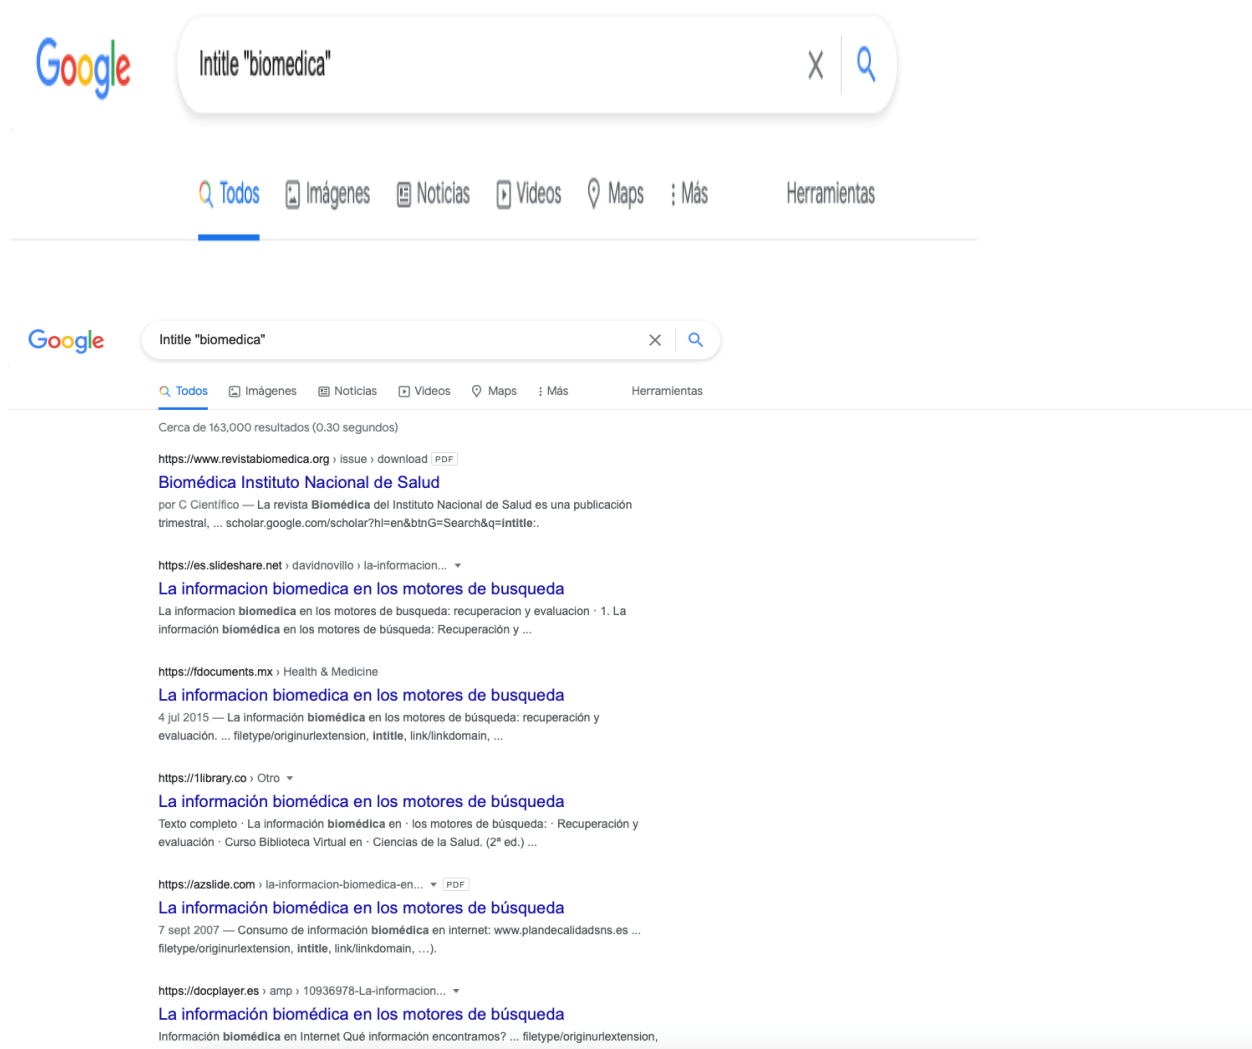 Google
Intitle "biomedica"
Todos Imágenes Noticias Videos Maps Más Herramientas
Google
Intitle "biomedica"
Todos Imágenes Noticias Videos Maps Más Herramientas
Cerca de 163,000 resultados (0.30 segundos)
https://www.revistabiomedica.org › issue › download PDF
Biomédica Instituto Nacional de Salud
por C Científico — La revista Biomédica del Instituto Nacional de Salud es una publicación
trimestral, ... scholar.google.com/scholar?hl=en&btnG=Search&q=intitle:.
https://es.slideshare.net › davidnovillo › la-informacion...
La informacion biomedica en los motores de busqueda
La informacion biomedica en los motores de busqueda: recuperacion y evaluacion · 1. La
información biomédica en los motores de búsqueda: Recuperación y ...
https://fdocuments.mx › Health & Medicine
La informacion biomedica en los motores de busqueda
4 jul 2015 — La información biomédica en los motores de búsqueda: recuperación y
evaluación. ... filetype/originurlextension, intitle, link/linkdomain, ...
https://1library.co › Otro
La información biomédica en los motores de búsqueda
Texto completo · La información biomédica en · los motores de búsqueda: · Recuperación y
evaluación · Curso Biblioteca Virtual en · Ciencias de la Salud. (2ª ed.) ...
https://azslide.com › la-informacion-biomedica-en... PDF
La información biomédica en los motores de búsqueda
7 sept 2007 — Consumo de información biomédica en internet: www.plandecalidadsns.es ...
filetype/originurlextension, intitle, link/linkdomain, ...).
https://docplayer.es › amp › 10936978-La-informacion...
La información biomédica en los motores de búsqueda
Información biomédica en Internet Qué información encontramos? ... filetype/originurlextension,